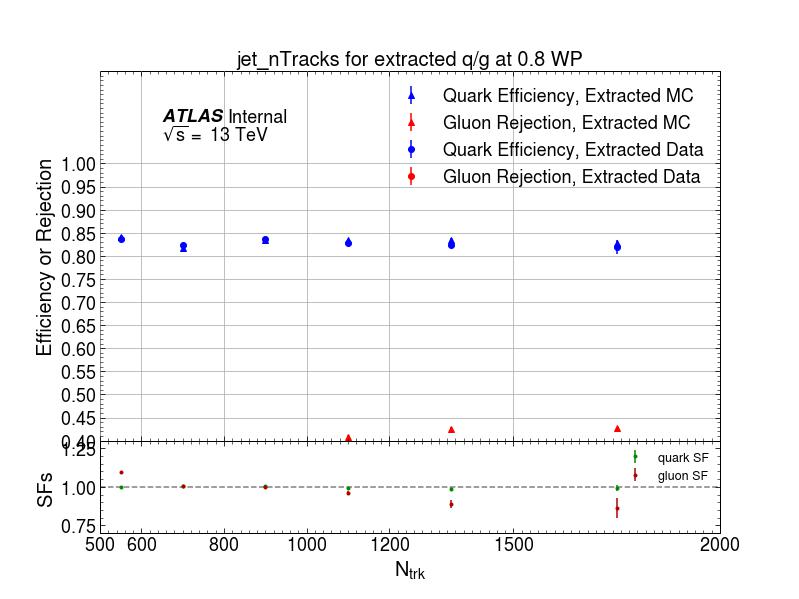 jet_nTracks for extracted q/g at 0.8 WP
ATLAS Internal
√s = 13 TeV
Quark Efficiency, Extracted MC
Gluon Rejection, Extracted MC
Quark Efficiency, Extracted Data
Gluon Rejection, Extracted Data
Efficiency or Rejection
1.00
0.95
0.90
0.85
0.80
0.75
0.70
0.65
0.60
0.55
0.50
0.45
0.40
SFs
1.25
1.00
0.75
quark SF
gluon SF
500 600 800 1000 1200 1500 2000
N_trk